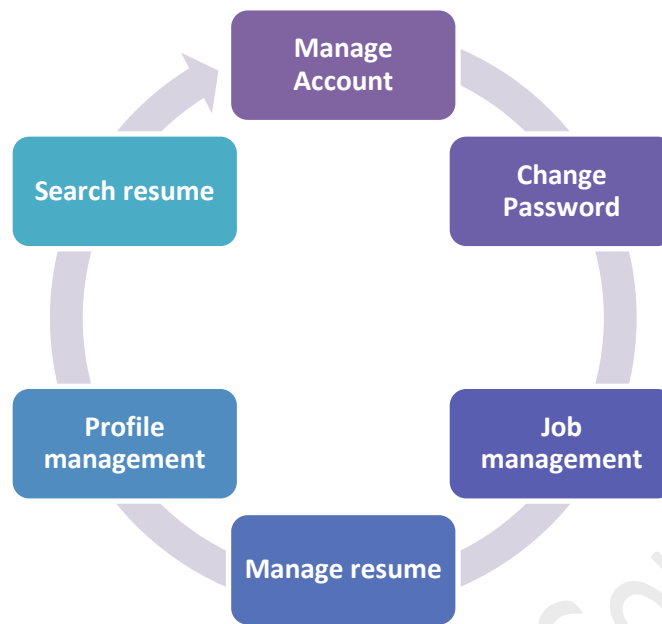 Manage
Account
Change
Password
Job
management
Manage resume
Profile
management
Search resume